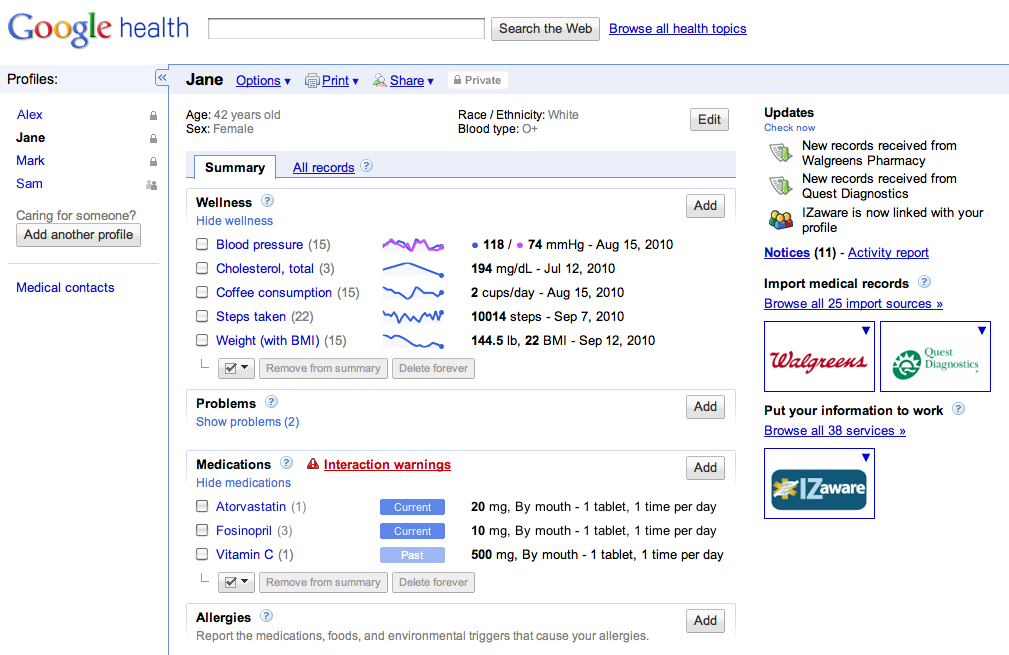 Google health
Search the Web
Browse all health topics
Profiles:
«
Alex
Jane
Mark
Sam
Caring for someone?
Add another profile
Medical contacts
Jane Options ▾ Print ▾ Share ▾ Private
Age: 42 years old
Sex: Female
Race / Ethnicity: White
Blood type: O+
Edit
Summary All records ?
Wellness ?
Hide wellness
Add
Blood pressure (15) • 118 / • 74 mmHg - Aug 15, 2010
Cholesterol, total (3) 194 mg/dL - Jul 12, 2010
Coffee consumption (15) 2 cups/day - Aug 15, 2010
Steps taken (22) 10014 steps - Sep 7, 2010
Weight (with BMI) (15) 144.5 lb, 22 BMI - Sep 12, 2010
Remove from summary Delete forever
Problems ?
Show problems (2)
Add
Medications ? Interaction warnings
Hide medications
Add
Atorvastatin (1) Current 20 mg, By mouth - 1 tablet, 1 time per day
Fosinopril (3) Current 10 mg, By mouth - 1 tablet, 1 time per day
Vitamin C (1) Past 500 mg, By mouth - 1 tablet, 1 time per day
Remove from summary Delete forever
Allergies ?
Report the medications, foods, and environmental triggers that cause your allergies.
Add
Updates
Check now
New records received from
Walgreens Pharmacy
New records received from
Quest Diagnostics
IZaware is now linked with your
profile
Notices (11) - Activity report
Import medical records ?
Browse all 25 import sources »
Walgreens
Quest
Diagnostics
Put your information to work ?
Browse all 38 services »
IZaware